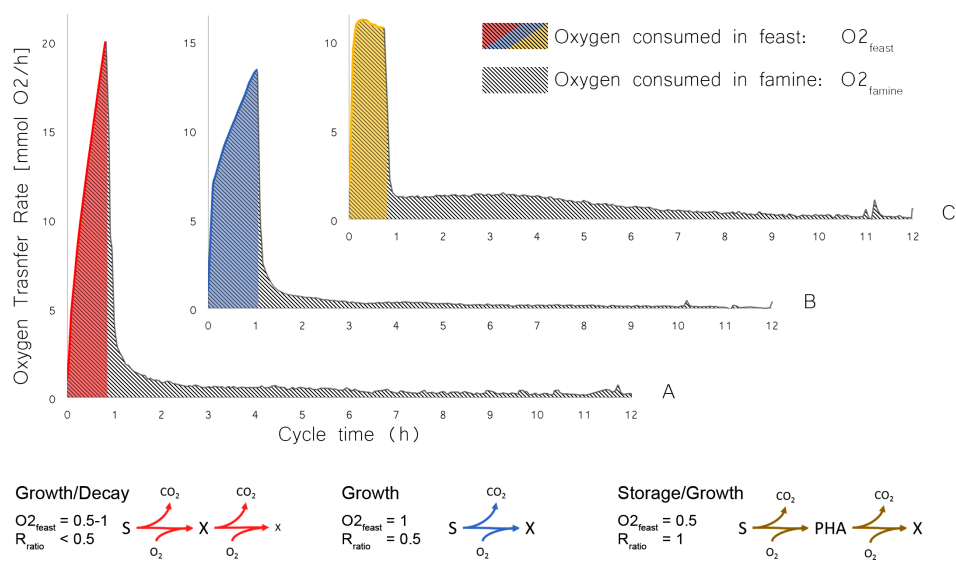 Oxygen Trasnfer Rate [mmol O2/h]
20
15
10
5
0
0 1 2 3 4 5 6 7 8 9 10 11 12
A
Cycle time (h)
15
10
5
0
0 1 2 3 4 5 6 7 8 9 10 11 12
B
10
5
0
0 1 2 3 4 5 6 7 8 9 10 11 12
C
Oxygen consumed in feast: O2feast
Oxygen consumed in famine: O2famine
Growth/Decay
O2feast = 0.5-1
Rratio < 0.5
CO2 CO2
S X X
O2 O2
Growth
O2feast = 1
Rratio = 0.5
CO2
S X
O2
Storage/Growth
O2feast = 0.5
Rratio = 1
CO2 CO2
S PHA X
O2 O2